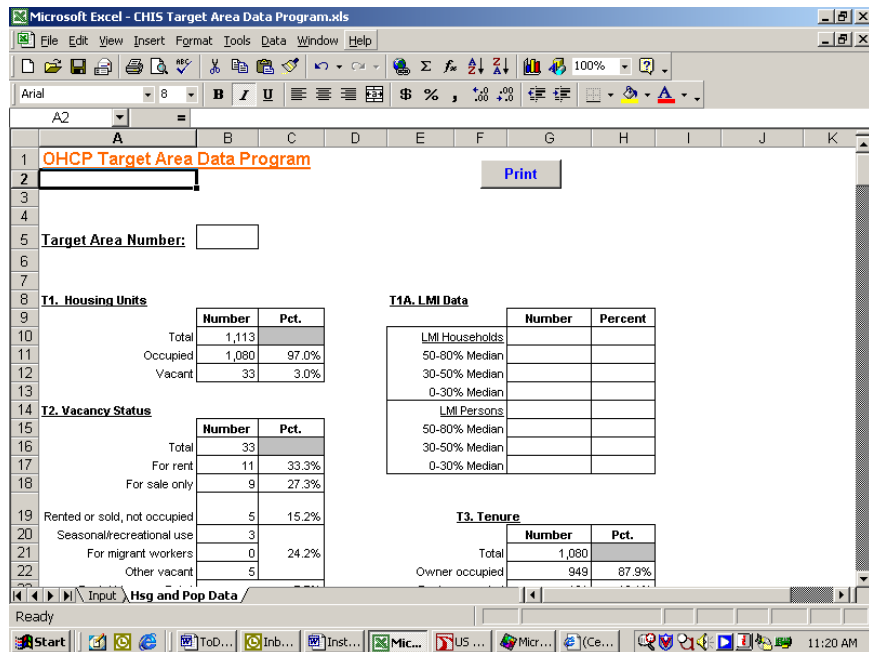 Microsoft Excel - CHIS Target Area Data Program.xls
File Edit View Insert Format Tools Data Window Help
ABC 100%
Arial 8 B I U $ % , .00
A2 =
A B C D E F G H I J K
1 OHCP Target Area Data Program
2 Print
3
4
5 Target Area Number:
6
7
8 T1. Housing Units T1A. LMI Data
9 Number Pct. Number Percent
10 Total 1,113 LMI Households
11 Occupied 1,080 97.0% 50-80% Median
12 Vacant 33 3.0% 30-50% Median
13 0-30% Median
14 T2. Vacancy Status LMI Persons
15 Number Pct. 50-80% Median
16 Total 33 30-50% Median
17 For rent 11 33.3% 0-30% Median
18 For sale only 9 27.3%
19 Rented or sold, not occupied 5 15.2% T3. Tenure
20 Seasonal/recreational use 3 Number Pct.
21 For migrant workers 0 24.2% Total 1,080
22 Other vacant 5 Owner occupied 949 87.9%
Input Hsg and Pop Data
Ready
Start ToD... Inb... Inst... Mic... US ... Micr... (Ce... 11:20 AM